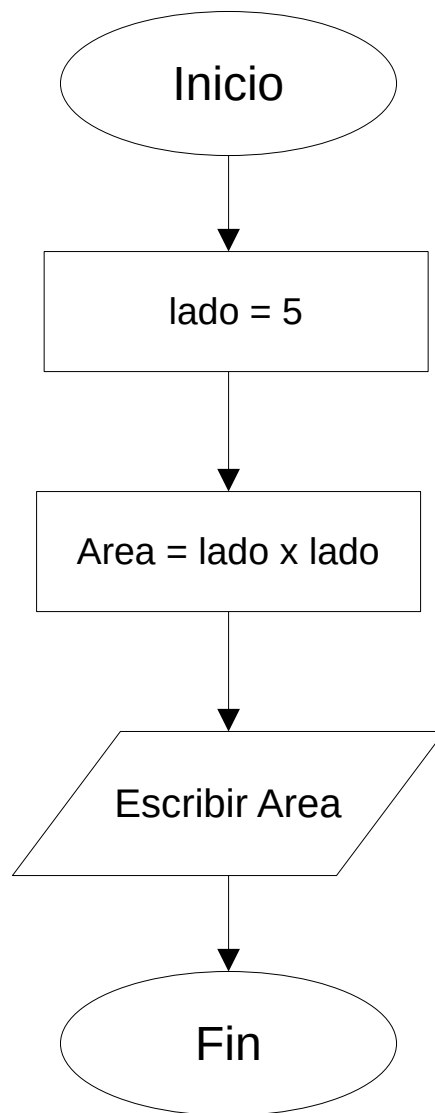 Inicio
lado = 5
Area = lado x lado
Escribir Area
Fin